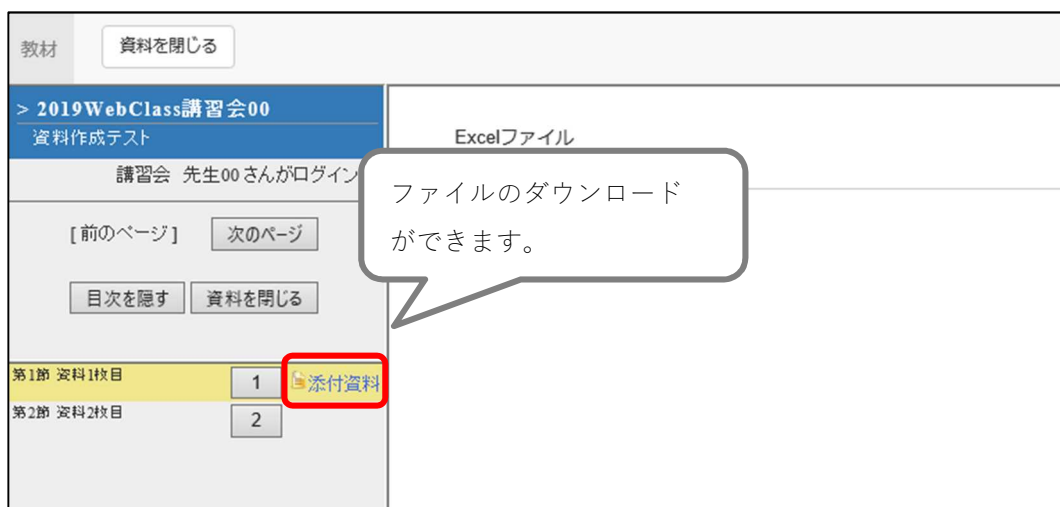 教材
資料を閉じる
> 2019WebClass講習会00
資料作成テスト
講習会 先生00さんがログイン
[前のページ]
次のページ
目次を隠す
資料を閉じる
第1節 資料1枚目
1
添付資料
第2節 資料2枚目
2
Excelファイル
ファイルのダウンロード
ができます。